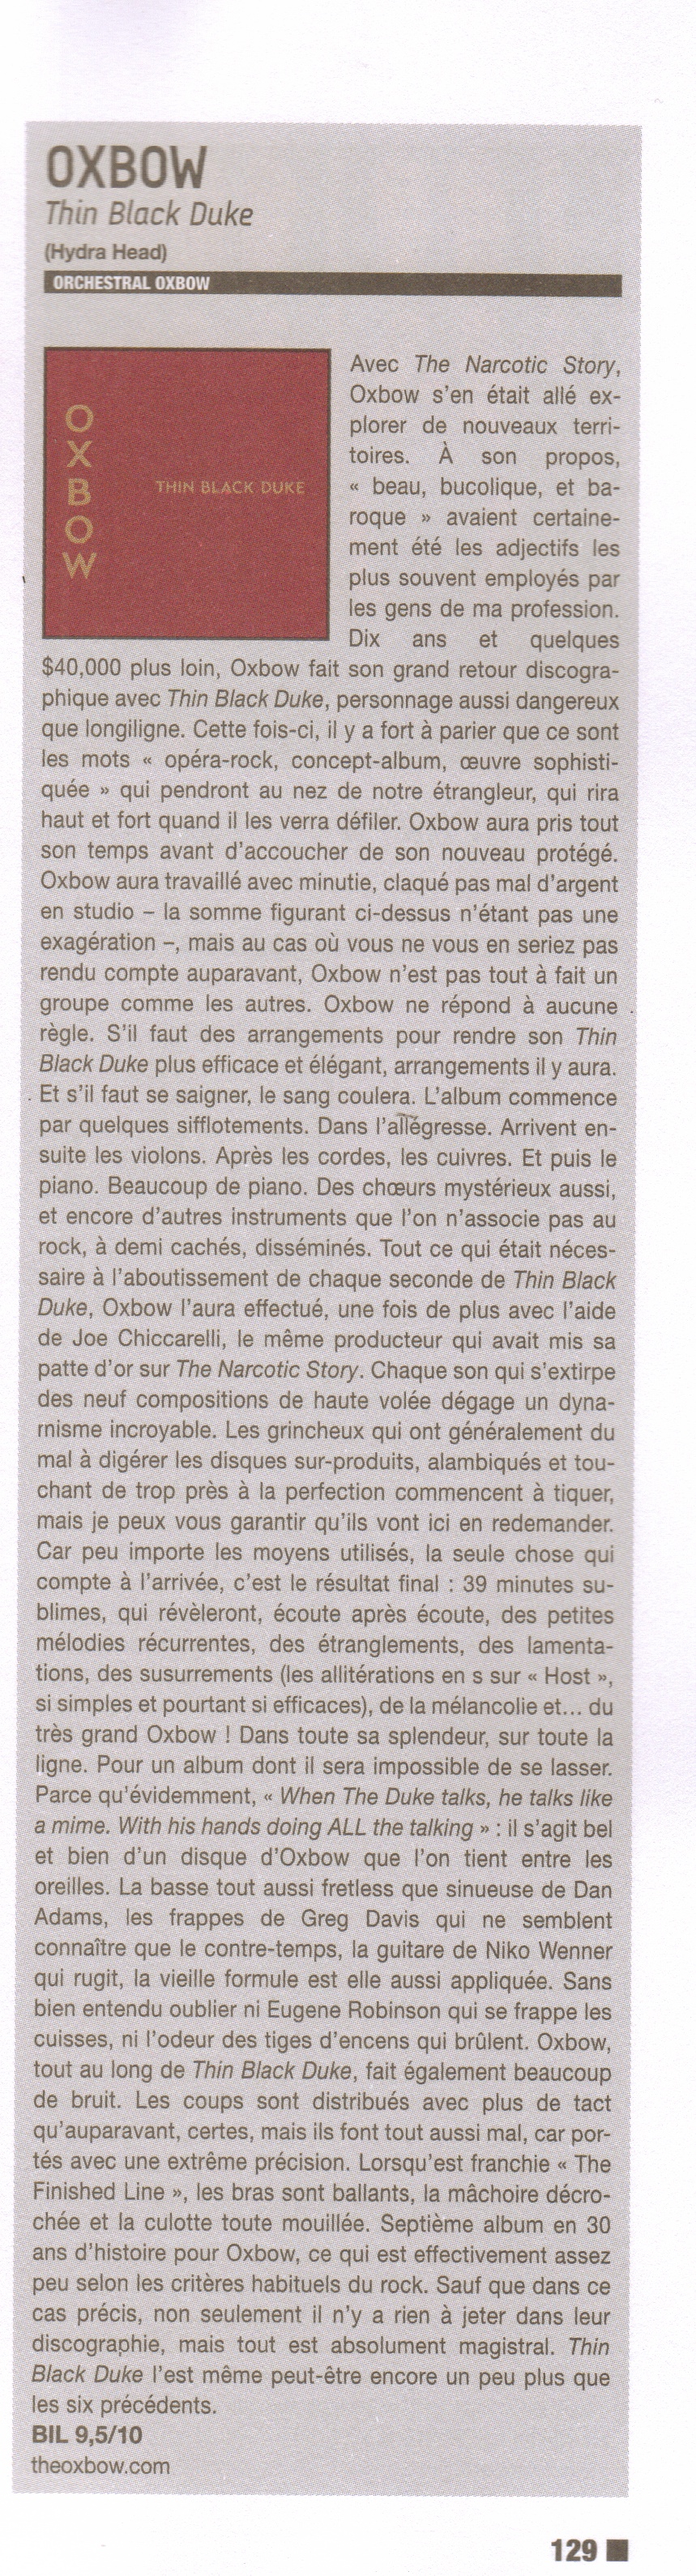 OXBOW
Thin Black Duke
(Hydra Head)
ORCHESTRAL OXBOW
O
X
B
O
W
THIN BLACK DUKE
Avec The Narcotic Story,
Oxbow s'en était allé ex-
plorer de nouveaux terri-
toires. À son propos,
« beau, bucolique, et ba-
roque » avaient certaine-
ment été les adjectifs les
plus souvent employés par
les gens de ma profession.
Dix ans et quelques
$40,000 plus loin, Oxbow fait son grand retour discogra-
phique avec Thin Black Duke, personnage aussi dangereux
que longiligne. Cette fois-ci, il y a fort à parier que ce sont
les mots « opéra-rock, concept-album, œuvre sophisti-
quée » qui pendront au nez de notre étrangleur, qui rira
haut et fort quand il les verra défiler. Oxbow aura pris tout
son temps avant d'accoucher de son nouveau protégé.
Oxbow aura travaillé avec minutie, claqué pas mal d'argent
en studio – la somme figurant ci-dessus n'étant pas une
exagération –, mais au cas où vous ne vous en seriez pas
rendu compte auparavant, Oxbow n'est pas tout à fait un
groupe comme les autres. Oxbow ne répond à aucune
règle. S'il faut des arrangements pour rendre son Thin
Black Duke plus efficace et élégant, arrangements il y aura.
Et s'il faut se saigner, le sang coulera. L'album commence
par quelques sifflotements. Dans l'allégresse. Arrivent en-
suite les violons. Après les cordes, les cuivres. Et puis le
piano. Beaucoup de piano. Des chœurs mystérieux aussi,
et encore d'autres instruments que l'on n'associe pas au
rock, à demi cachés, disséminés. Tout ce qui était néces-
saire à l'aboutissement de chaque seconde de Thin Black
Duke, Oxbow l'aura effectué, une fois de plus avec l'aide
de Joe Chiccarelli, le même producteur qui avait mis sa
patte d'or sur The Narcotic Story. Chaque son qui s'extirpe
des neuf compositions de haute volée dégage un dyna-
misme incroyable. Les grincheux qui ont généralement du
mal à digérer les disques sur-produits, alambiqués et tou-
chant de trop près à la perfection commencent à tiquer,
mais je peux vous garantir qu'ils vont ici en redemander.
Car peu importe les moyens utilisés, la seule chose qui
compte à l'arrivée, c'est le résultat final : 39 minutes su-
blimes, qui révèleront, écoute après écoute, des petites
mélodies récurrentes, des étranglements, des lamenta-
tions, des susurrements (les allitérations en s sur « Host »,
si simples et pourtant si efficaces), de la mélancolie et... du
très grand Oxbow ! Dans toute sa splendeur, sur toute la
ligne. Pour un album dont il sera impossible de se lasser.
Parce qu'évidemment, « When The Duke talks, he talks like
a mime. With his hands doing ALL the talking » : il s'agit bel
et bien d'un disque d'Oxbow que l'on tient entre les
oreilles. La basse tout aussi fretless que sinueuse de Dan
Adams, les frappes de Greg Davis qui ne semblent
connaître que le contre-temps, la guitare de Niko Wenner
qui rugit, la vieille formule est elle aussi appliquée. Sans
bien entendu oublier ni Eugene Robinson qui se frappe les
cuisses, ni l'odeur des tiges d'encens qui brûlent. Oxbow,
tout au long de Thin Black Duke, fait également beaucoup
de bruit. Les coups sont distribués avec plus de tact
qu'auparavant, certes, mais ils font tout aussi mal, car por-
tés avec une extrême précision. Lorsqu'est franchie « The
Finished Line », les bras sont ballants, la mâchoire décro-
chée et la culotte toute mouillée. Septième album en 30
ans d'histoire pour Oxbow, ce qui est effectivement assez
peu selon les critères habituels du rock. Sauf que dans ce
cas précis, non seulement il n'y a rien à jeter dans leur
discographie, mais tout est absolument magistral. Thin
Black Duke l'est même peut-être encore un peu plus que
les six précédents.
BIL 9,5/10
theoxbow.com
129